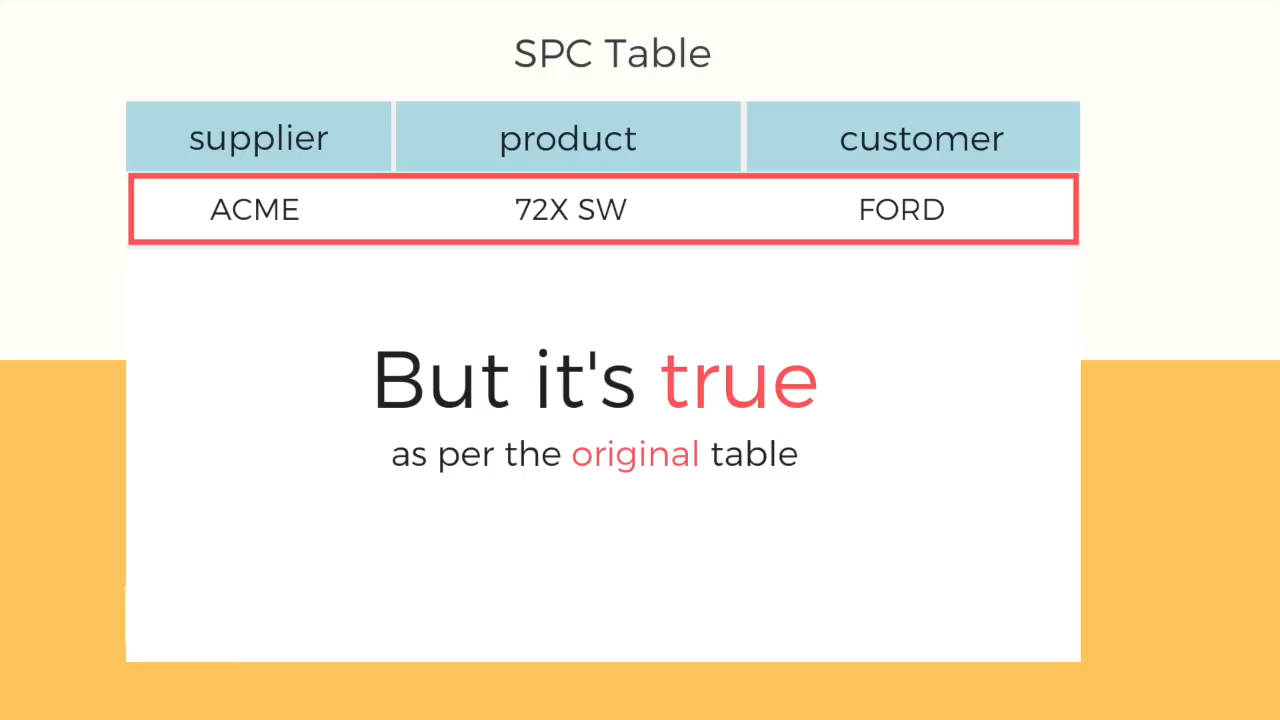 SPC Table
supplier product customer
ACME 72X SW FORD
But it's true
as per the original table